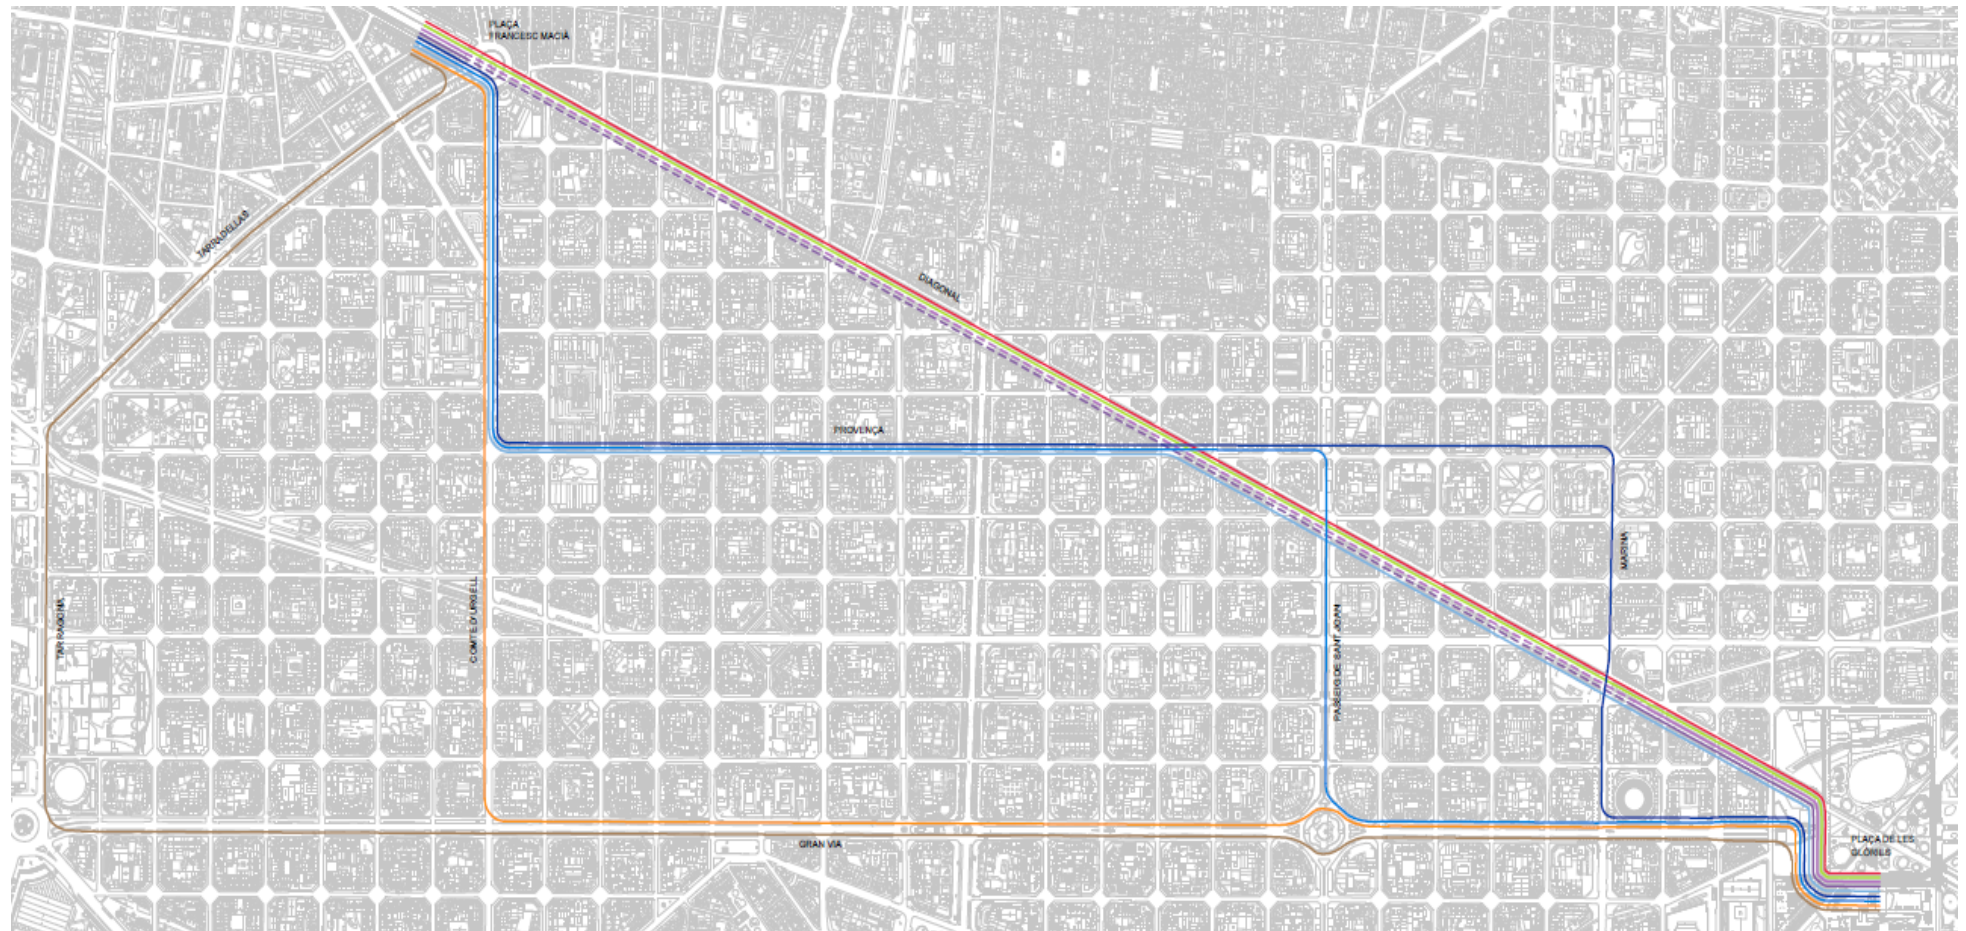 PLAÇA
FRANCESC MACIÀ
TARRADELLAS
DIAGONAL
PROVENÇA
MARINA
TARRAGONA
COMTE D'URGELL
PASSEIG DE SANT JOAN
GRAN VIA
PLAÇA DE LES
GLÒRIES